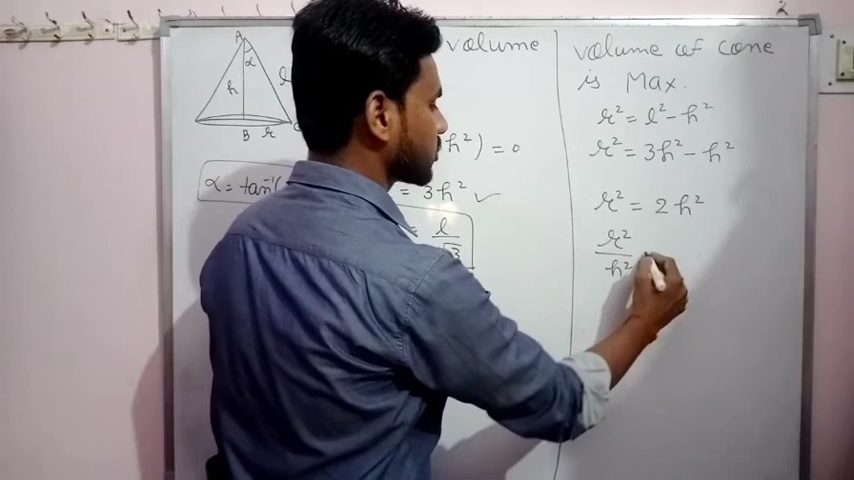 A
α
h
l
B
r
volume
h²) = 0
α = tan⁻¹(
= 3h² ✓
= l/√3
volume of cone
is Max.
r² = l² - h²
r² = 3h² - h²
r² = 2h²
r²/h²